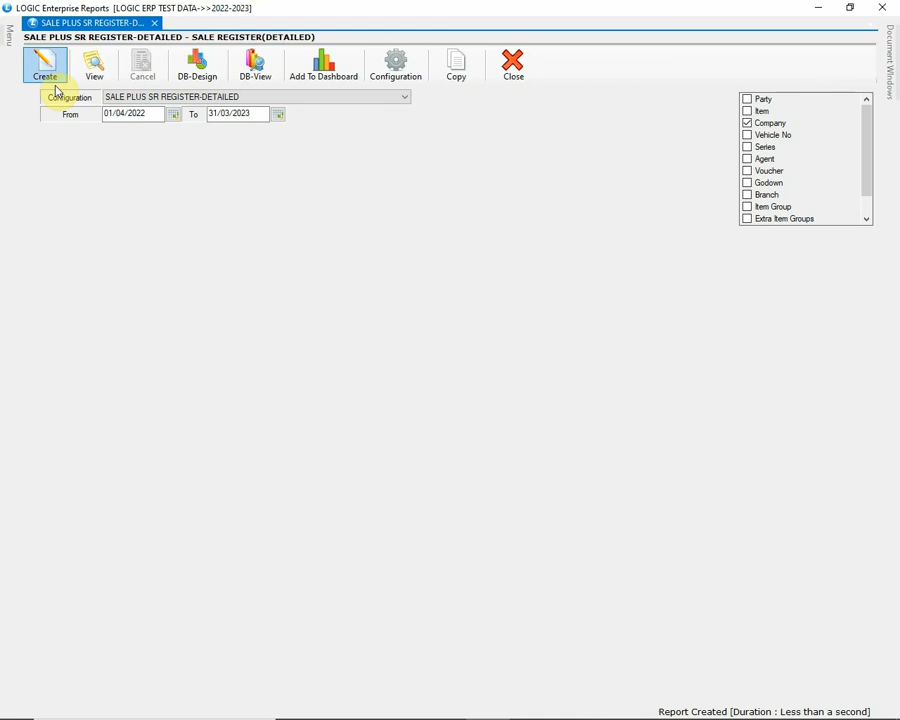 LOGIC Enterprise Reports [LOGIC ERP TEST DATA->>2022-2023]
Menu
SALE PLUS SR REGISTER-D...
Document Windows
SALE PLUS SR REGISTER-DETAILED - SALE REGISTER(DETAILED)
Create
View
Cancel
DB-Design
DB-View
Add To Dashboard
Configuration
Copy
Close
Configuration
SALE PLUS SR REGISTER-DETAILED
From
01/04/2022
To
31/03/2023
Party
Item
Company
Vehicle No
Series
Agent
Voucher
Godown
Branch
Item Group
Extra Item Groups
Report Created [Duration : Less than a second]